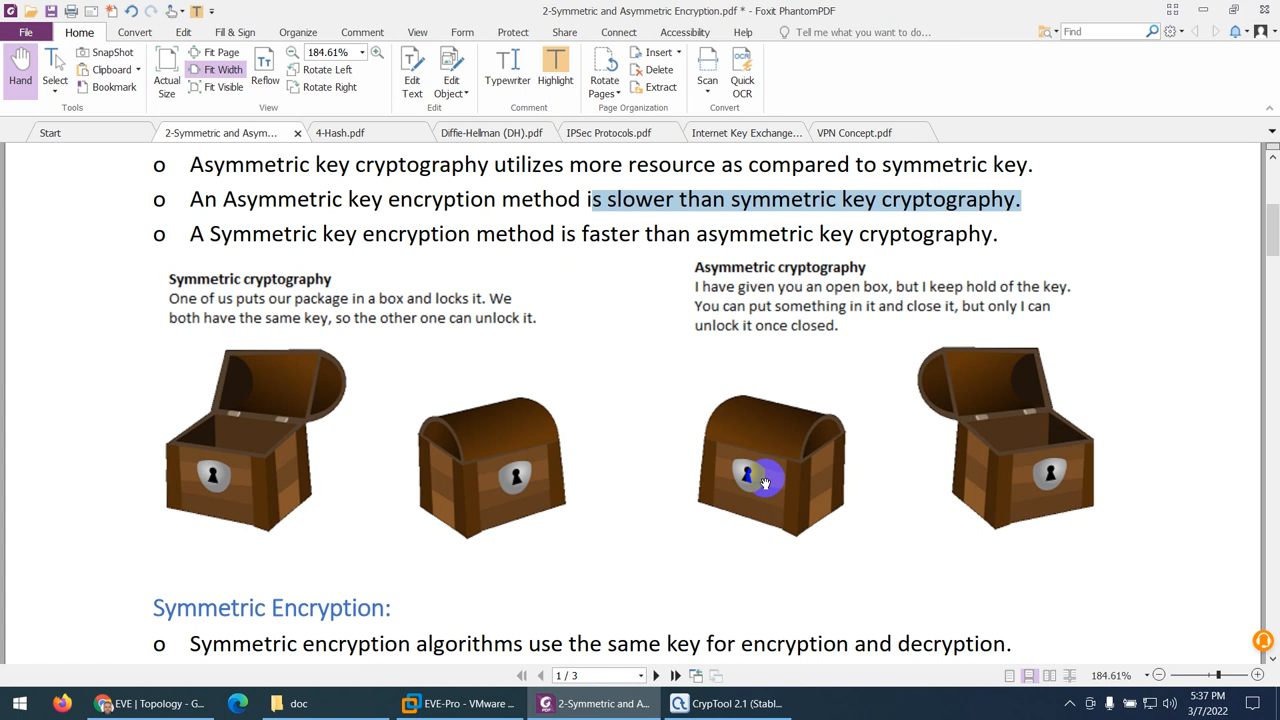 2-Symmetric and Asymmetric Encryption.pdf * - Foxit PhantomPDF
File Home Convert Edit Fill & Sign Organize Comment View Form Protect Share Connect Accessibility Help Tell me what you want to do... Find
Hand
Select
SnapShot
Clipboard
Bookmark
Tools
Actual Size
Fit Page
Fit Width
Fit Visible
Reflow
184.61%
Rotate Left
Rotate Right
View
Edit Text
Edit Object
Edit
Typewriter
Highlight
Comment
Rotate Pages
Insert
Delete
Extract
Page Organization
Scan
Quick OCR
Convert
Start 2-Symmetric and Asym... 4-Hash.pdf Diffie-Hellman (DH).pdf IPSec Protocols.pdf Internet Key Exchange... VPN Concept.pdf
o Asymmetric key cryptography utilizes more resource as compared to symmetric key.
o An Asymmetric key encryption method is slower than symmetric key cryptography.
o A Symmetric key encryption method is faster than asymmetric key cryptography.
Symmetric cryptography
One of us puts our package in a box and locks it. We
both have the same key, so the other one can unlock it.
Asymmetric cryptography
I have given you an open box, but I keep hold of the key.
You can put something in it and close it, but only I can
unlock it once closed.
Symmetric Encryption:
o Symmetric encryption algorithms use the same key for encryption and decryption.
1 / 3
184.61%
EVE | Topology - G... doc EVE-Pro - VMware ... 2-Symmetric and A... CrypTool 2.1 (Stabl...
5:37 PM
3/7/2022